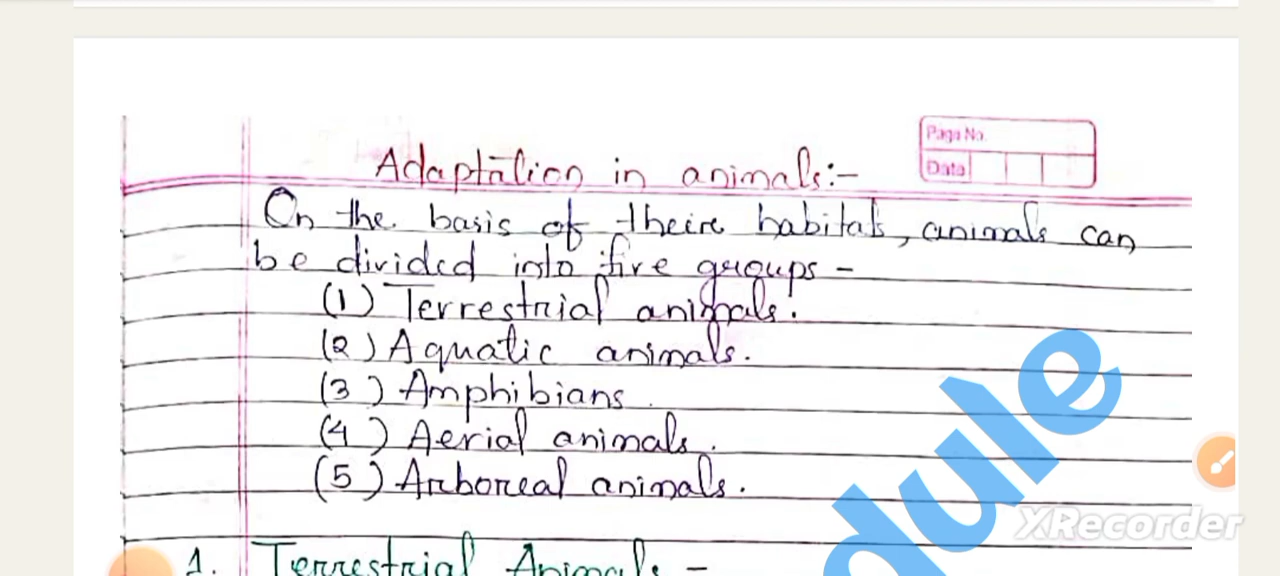 Page No.
Date
Adaptation in animals:-
On the basis of theire habitats, animals can
be divided into five groups -
(1) Terrestrial animals.
(2) Aquatic animals.
(3) Amphibians.
(4) Aerial animals.
(5) Arboreal animals.
1. Terrestrial Animals -
dule
XRecorder